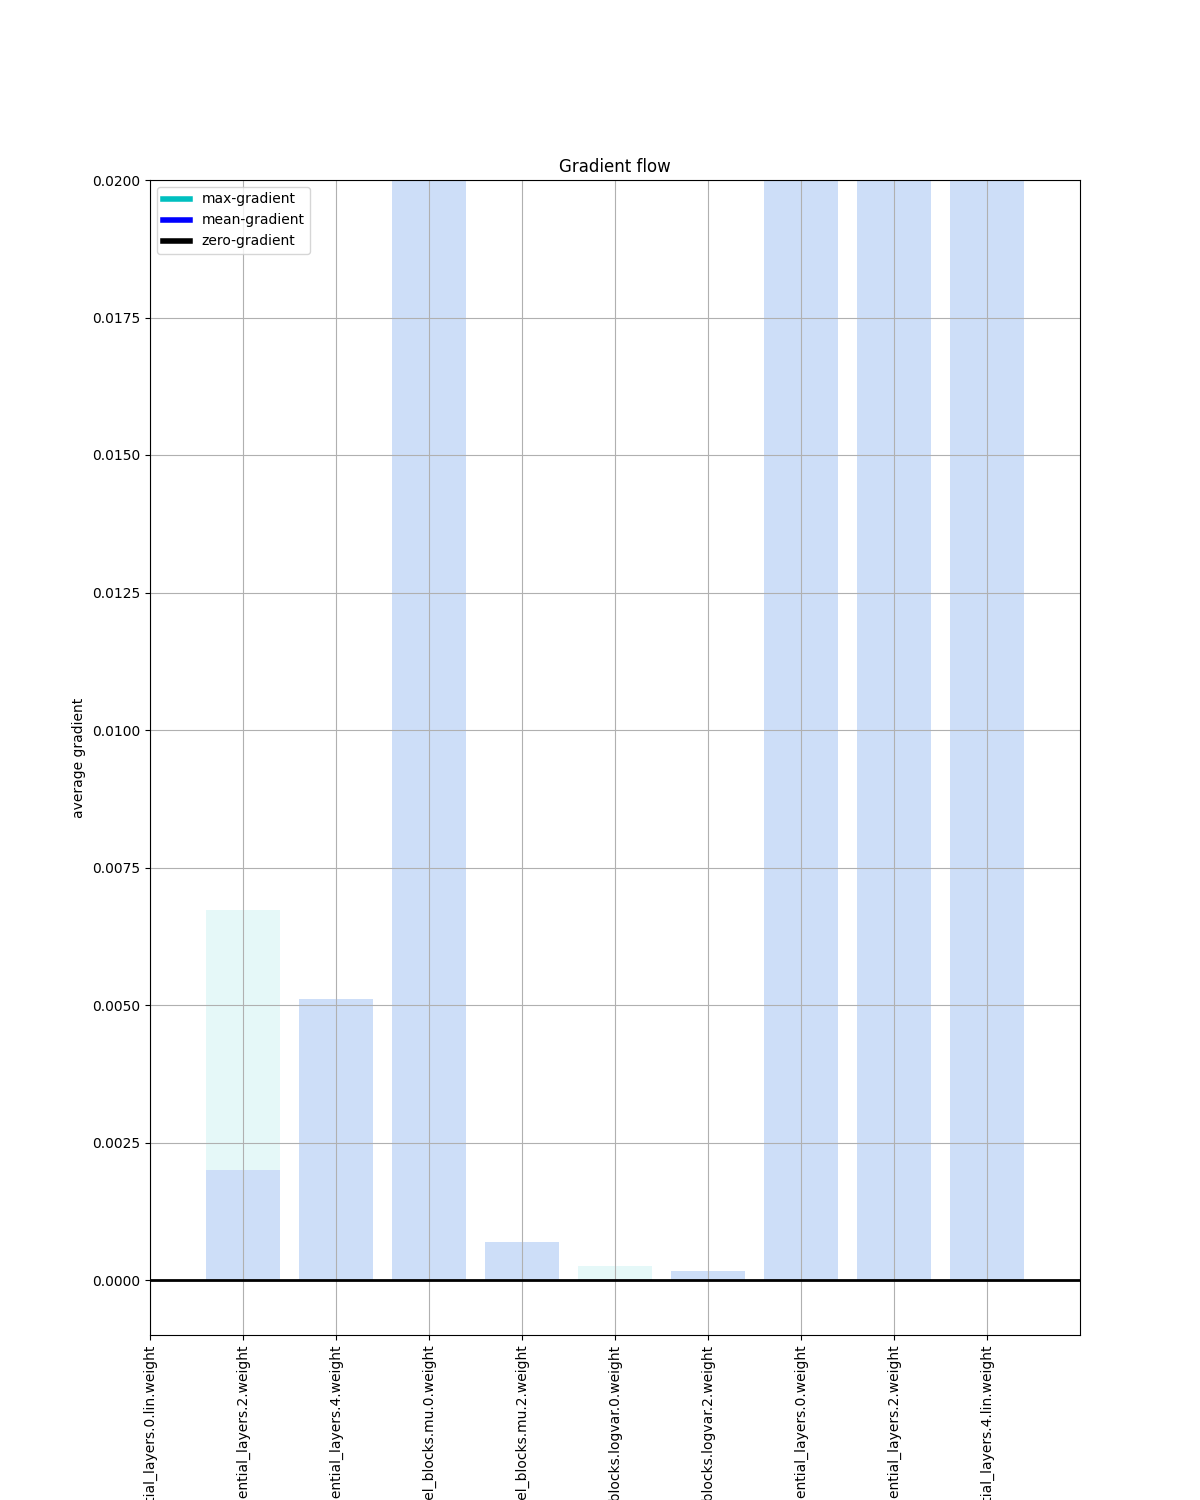 Gradient flow
max-gradient
mean-gradient
zero-gradient
0.0200
0.0175
0.0150
0.0125
0.0100
0.0075
0.0050
0.0025
0.0000
average gradient
tial_layers.0.lin.weight
ential_layers.2.weight
ential_layers.4.weight
el_blocks.mu.0.weight
el_blocks.mu.2.weight
blocks.logvar.0.weight
blocks.logvar.2.weight
ential_layers.0.weight
ential_layers.2.weight
tial_layers.4.lin.weight